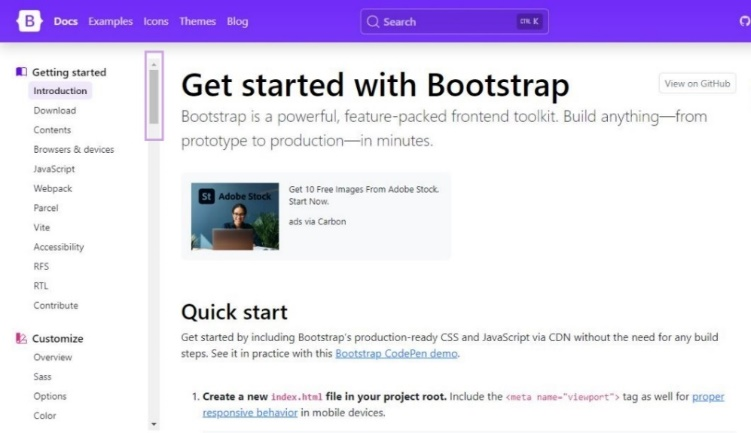 B Docs Examples Icons Themes Blog Search CTRL K
Getting started
Introduction
Download
Contents
Browsers & devices
JavaScript
Webpack
Parcel
Vite
Accessibility
RFS
RTL
Contribute
Customize
Overview
Sass
Options
Color
Get started with Bootstrap
View on GitHub
Bootstrap is a powerful, feature-packed frontend toolkit. Build anything—from
prototype to production—in minutes.
St Adobe Stock
Get 10 Free Images From Adobe Stock.
Start Now.
ads via Carbon
Quick start
Get started by including Bootstrap's production-ready CSS and JavaScript via CDN without the need for any build
steps. See it in practice with this Bootstrap CodePen demo.
1. Create a new index.html file in your project root. Include the <meta name="viewport"> tag as well for proper
responsive behavior in mobile devices.